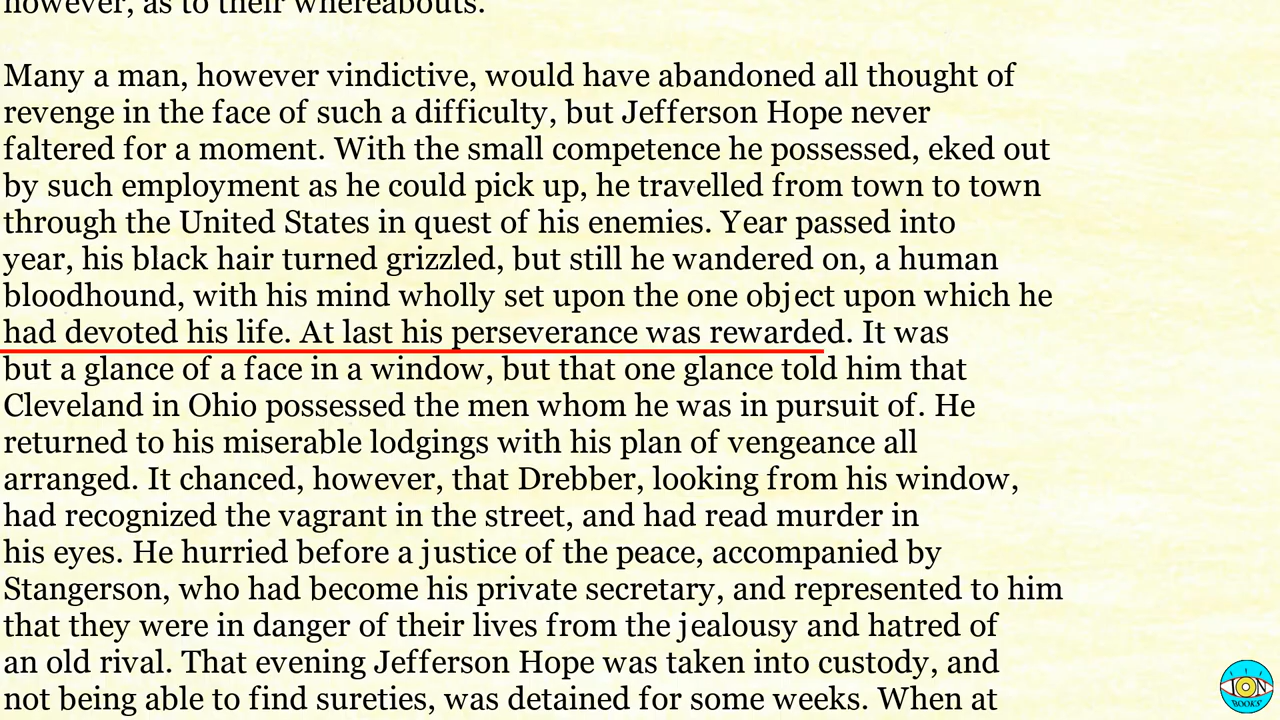 however, as to their whereabouts.
Many a man, however vindictive, would have abandoned all thought of
revenge in the face of such a difficulty, but Jefferson Hope never
faltered for a moment. With the small competence he possessed, eked out
by such employment as he could pick up, he travelled from town to town
through the United States in quest of his enemies. Year passed into
year, his black hair turned grizzled, but still he wandered on, a human
bloodhound, with his mind wholly set upon the one object upon which he
had devoted his life. At last his perseverance was rewarded. It was
but a glance of a face in a window, but that one glance told him that
Cleveland in Ohio possessed the men whom he was in pursuit of. He
returned to his miserable lodgings with his plan of vengeance all
arranged. It chanced, however, that Drebber, looking from his window,
had recognized the vagrant in the street, and had read murder in
his eyes. He hurried before a justice of the peace, accompanied by
Stangerson, who had become his private secretary, and represented to him
that they were in danger of their lives from the jealousy and hatred of
an old rival. That evening Jefferson Hope was taken into custody, and
not being able to find sureties, was detained for some weeks. When at
ION
BOOKS